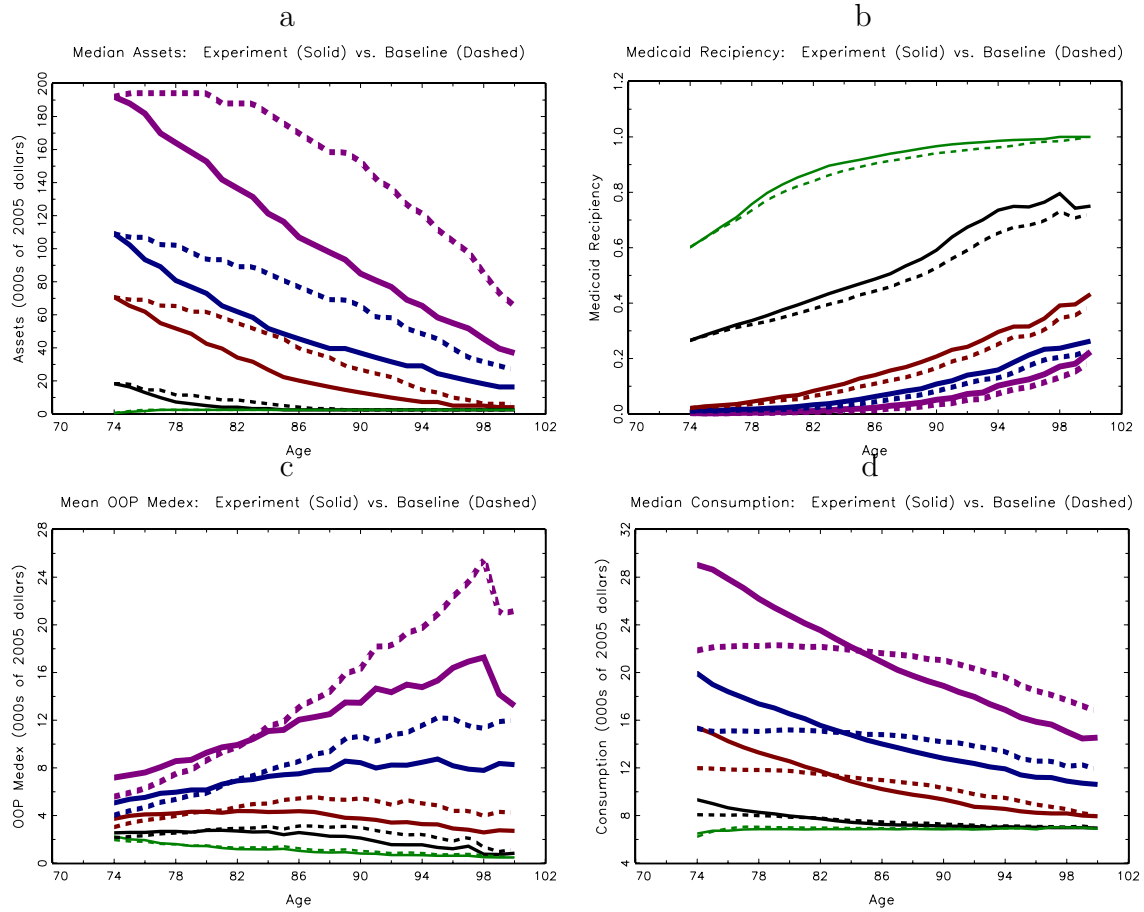 a
Median Assets: Experiment (Solid) vs. Baseline (Dashed)
Assets (000s of 2005 dollars)
200
180
160
140
120
100
80
60
40
20
0
70 74 78 82 86 90 94 98 102
Age
b
Medicaid Recipiency: Experiment (Solid) vs. Baseline (Dashed)
Medicaid Recipiency
1.2
1.0
0.8
0.6
0.4
0.2
0.0
70 74 78 82 86 90 94 98 102
Age
c
Mean OOP Medex: Experiment (Solid) vs. Baseline (Dashed)
OOP Medex (000s of 2005 dollars)
28
24
20
16
12
8
4
0
70 74 78 82 86 90 94 98 102
Age
d
Median Consumption: Experiment (Solid) vs. Baseline (Dashed)
Consumption (000s of 2005 dollars)
32
28
24
20
16
12
8
4
70 74 78 82 86 90 94 98 102
Age